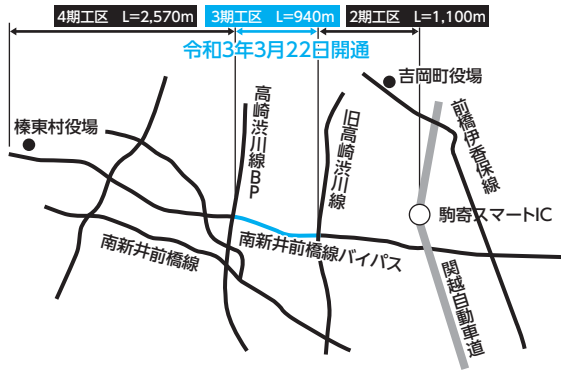 4期工区 L=2,570m
3期工区 L=940m
2期工区 L=1,100m
令和3年3月22日開通
吉岡町役場
榛東村役場
高崎渋川線BP
旧高崎渋川線
前橋伊香保線
駒寄スマートIC
南新井前橋線
南新井前橋線バイパス
関越自動車道